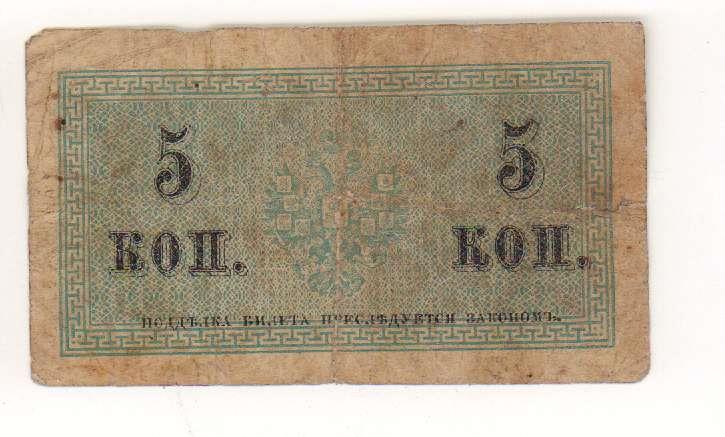 5 5
КОП. КОП.
ПОДДѢЛКА БИЛЕТА ПРЕСЛѢДУЕТСЯ ЗАКОНОМЪ.